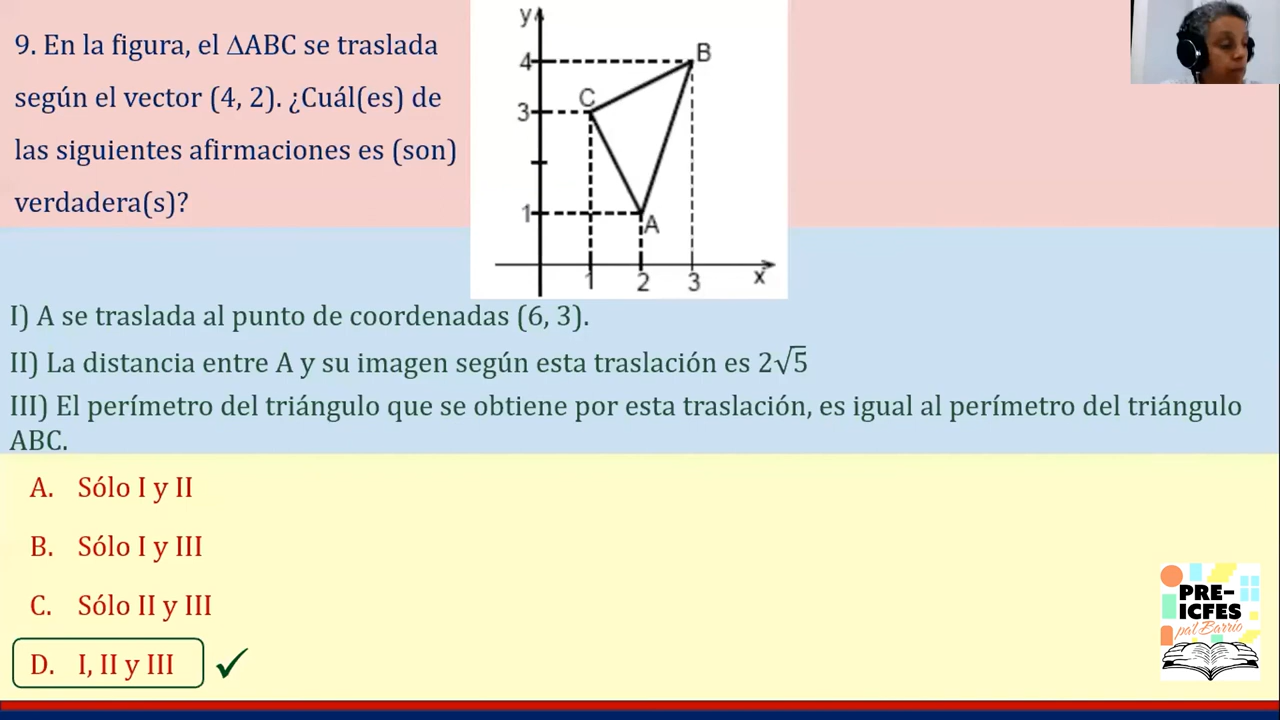 9. En la figura, el ∆ABC se traslada
según el vector (4, 2). ¿Cuál(es) de
las siguientes afirmaciones es (son)
verdadera(s)?
y
4
3
1
B
C
A
1
2
3
x
I) A se traslada al punto de coordenadas (6, 3).
II) La distancia entre A y su imagen según esta traslación es 2√5
III) El perímetro del triángulo que se obtiene por esta traslación, es igual al perímetro del triángulo
ABC.
A. Sólo I y II
B. Sólo I y III
C. Sólo II y III
D. I, II y III
PRE-
ICFES
pa'l Barrio